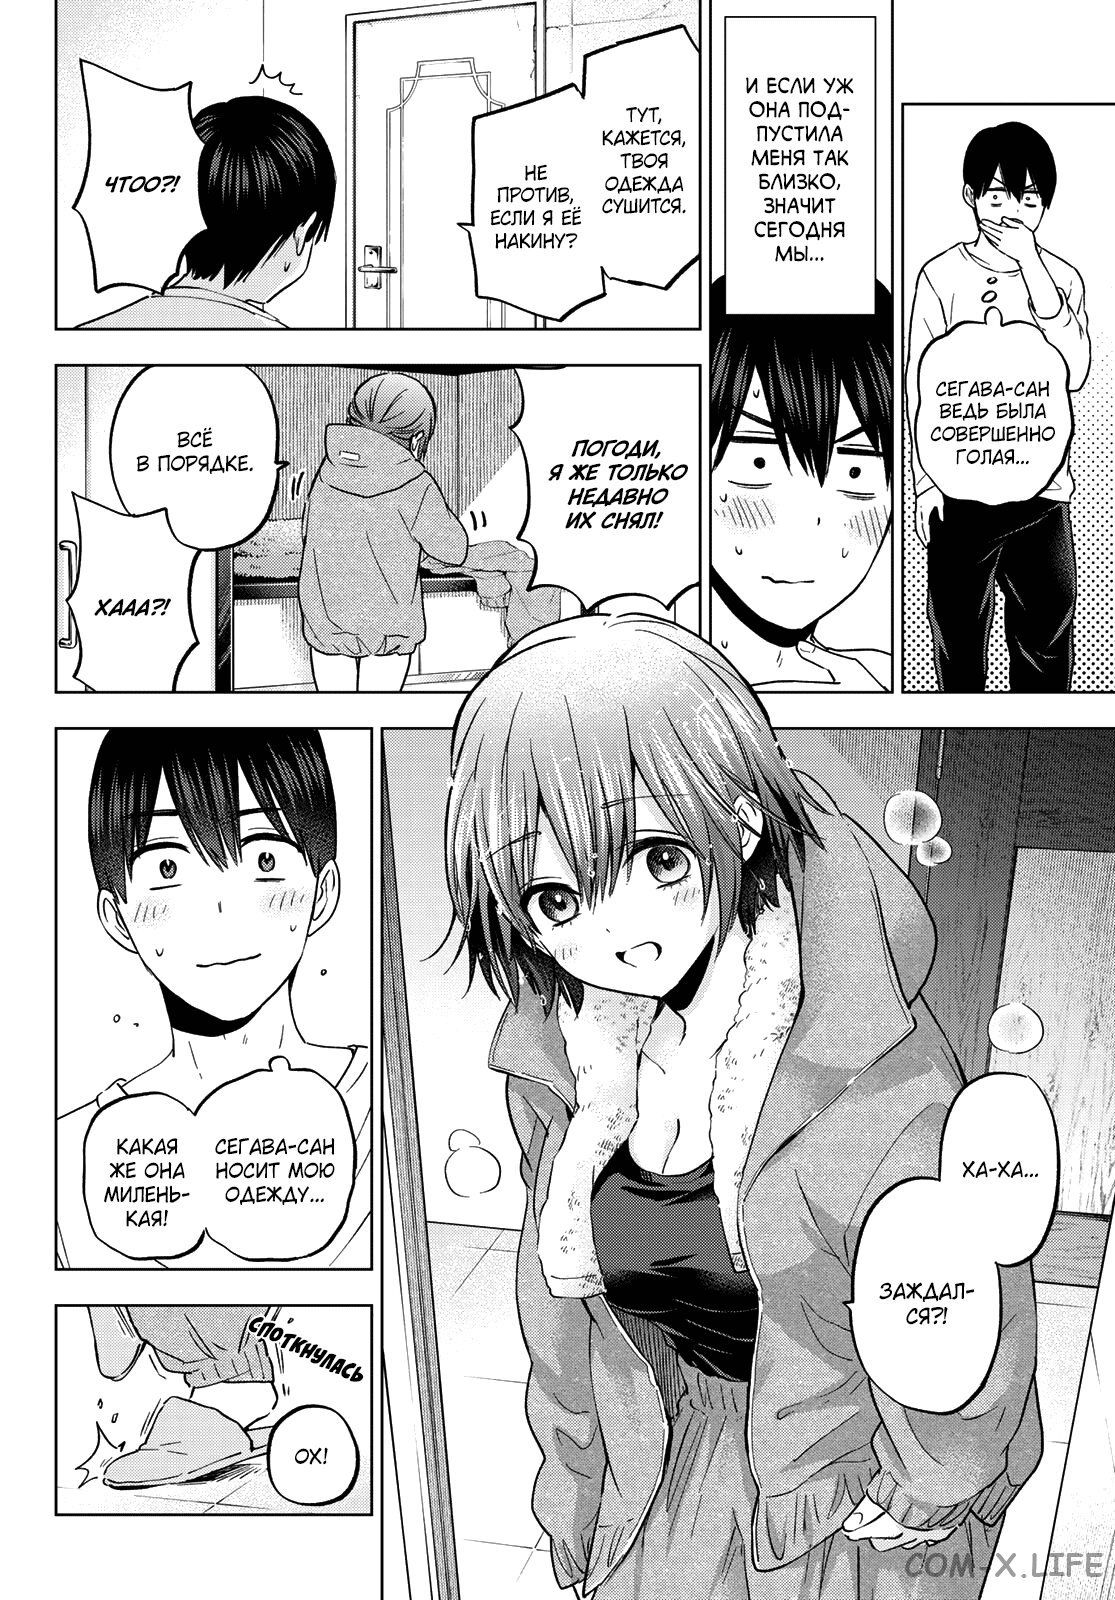 СЕГАВА-САН
ВЕДЬ БЫЛА
СОВЕРШЕННО
ГОЛАЯ...
И ЕСЛИ УЖ
ОНА ПОД-
ПУСТИЛА
МЕНЯ ТАК
БЛИЗКО,
ЗНАЧИТ
СЕГОДНЯ
МЫ...
ТУТ,
КАЖЕТСЯ,
ТВОЯ
ОДЕЖДА
СУШИТСЯ.
НЕ
ПРОТИВ,
ЕСЛИ Я ЕЁ
НАКИНУ?
ЧТОО?!
ПОГОДИ,
Я ЖЕ ТОЛЬКО
НЕДАВНО
ИХ СНЯЛ!
ВСЁ
В ПОРЯДКЕ.
ХААА?!
ХА-ХА...
ЗАЖДАЛ-
СЯ?!
СЕГАВА-САН
НОСИТ МОЮ
ОДЕЖДУ...
КАКАЯ
ЖЕ ОНА
МИЛЕНЬ-
КАЯ!
СПОТКНУЛАСЬ
ОХ!
COM-X.LIFE